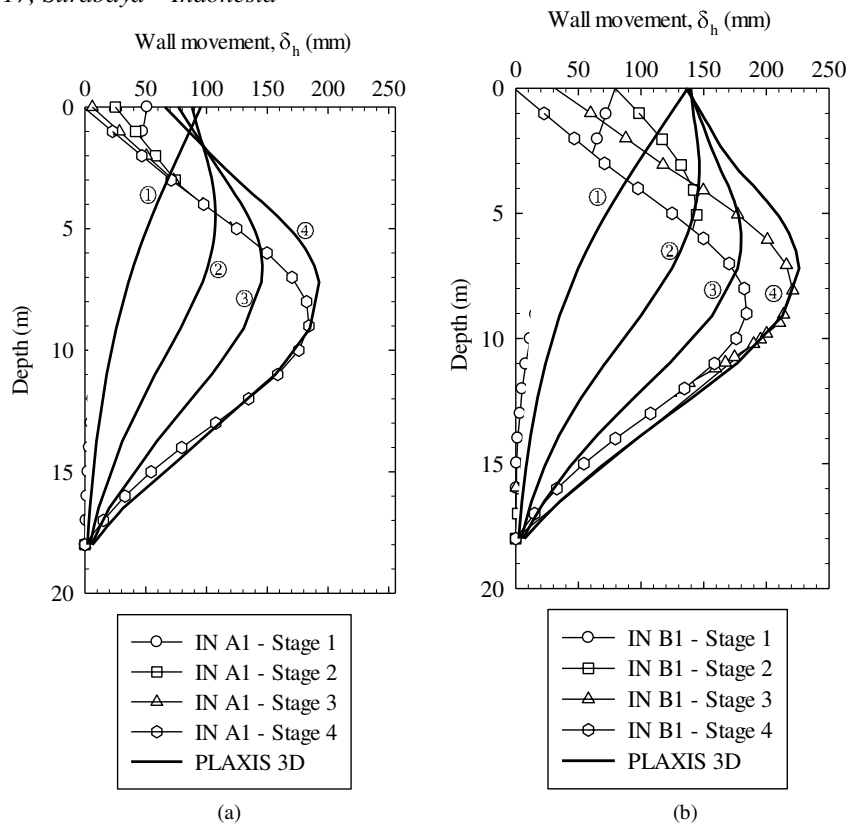 17, Surabaya - Indonesia
Wall movement, δh (mm)
0 50 100 150 200 250
Depth (m)
0
5
10
15
20
①
②
③
④
IN A1 - Stage 1
IN A1 - Stage 2
IN A1 - Stage 3
IN A1 - Stage 4
PLAXIS 3D
(a)
Wall movement, δh (mm)
0 50 100 150 200 250
Depth (m)
0
5
10
15
20
①
②
③
④
IN B1 - Stage 1
IN B1 - Stage 2
IN B1 - Stage 3
IN B1 - Stage 4
PLAXIS 3D
(b)